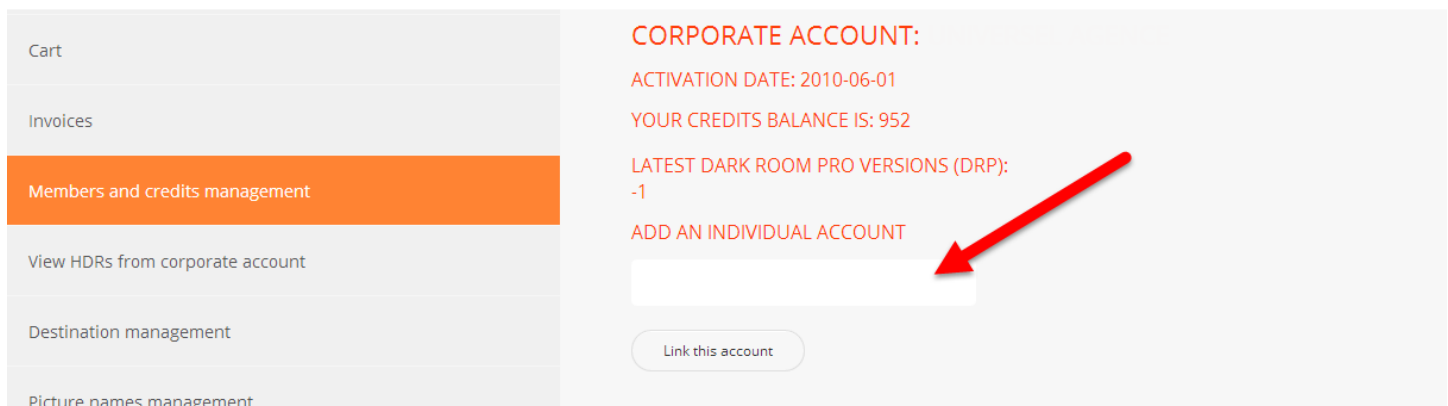 Cart
Invoices
Members and credits management
View HDRs from corporate account
Destination management
Picture names management
CORPORATE ACCOUNT:
ACTIVATION DATE: 2010-06-01
YOUR CREDITS BALANCE IS: 952
LATEST DARK ROOM PRO VERSIONS (DRP):
-1
ADD AN INDIVIDUAL ACCOUNT
Link this account